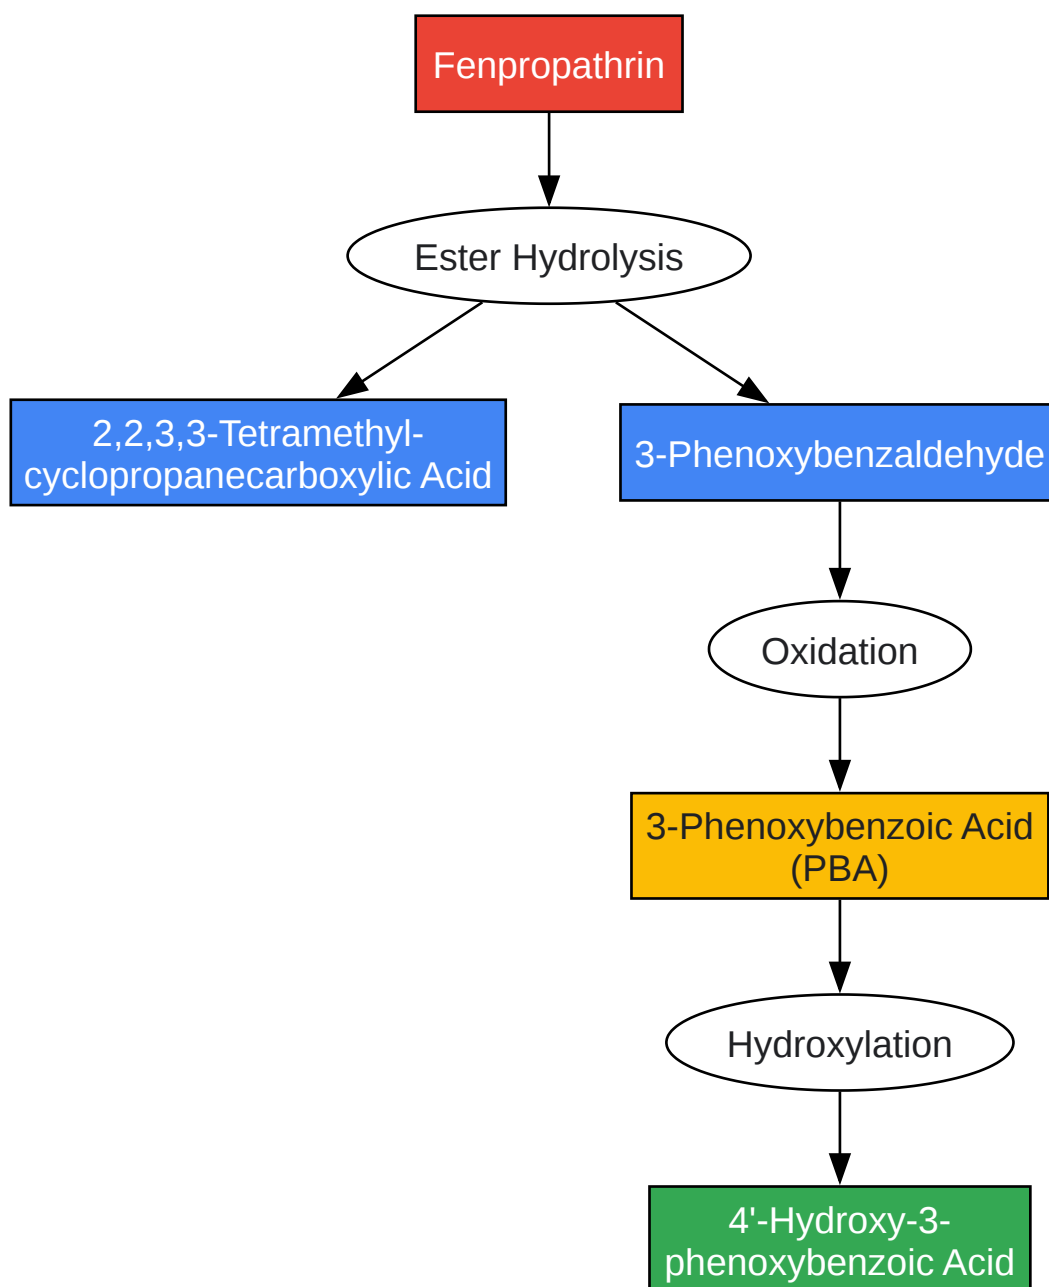 Fenpropathrin
Ester Hydrolysis
2,2,3,3-Tetramethyl-
cyclopropanecarboxylic Acid
3-Phenoxybenzaldehyde
Oxidation
3-Phenoxybenzoic Acid
(PBA)
Hydroxylation
4'-Hydroxy-3-
phenoxybenzoic Acid